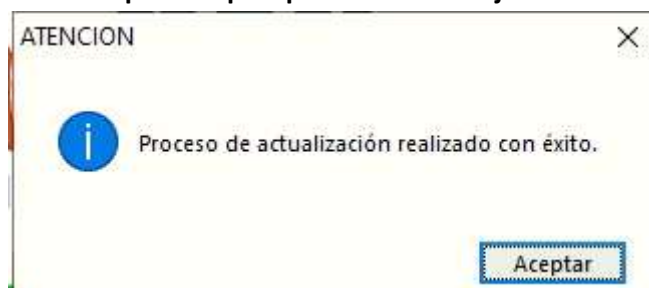 ATENCION
Proceso de actualización realizado con éxito.
Aceptar